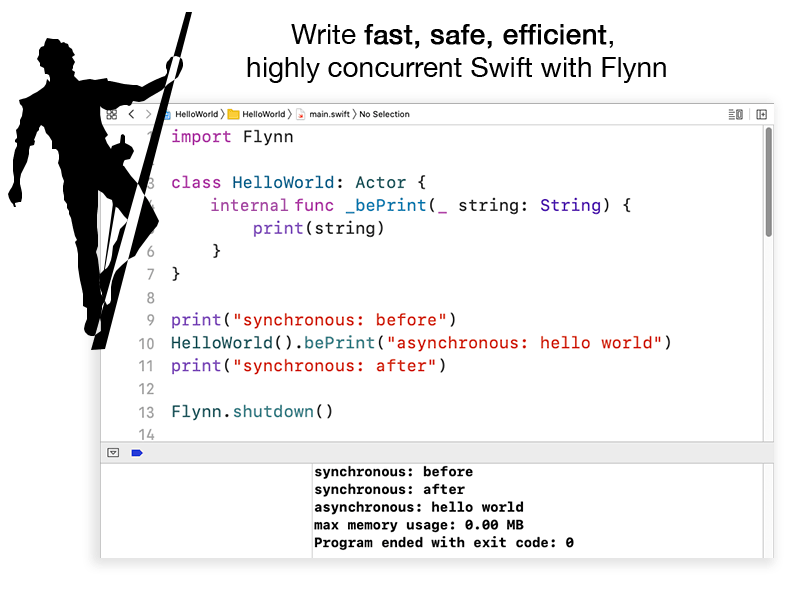 Write fast, safe, efficient,
highly concurrent Swift with Flynn
HelloWorld HelloWorld main.swift No Selection
import Flynn
3 class HelloWorld: Actor {
internal func _bePrint(_ string: String) {
print(string)
6 }
7 }
8
9 print("synchronous: before")
10 HelloWorld().bePrint("asynchronous: hello world")
11 print("synchronous: after")
12
13 Flynn.shutdown()
14
synchronous: before
synchronous: after
asynchronous: hello world
max memory usage: 0.00 MB
Program ended with exit code: 0